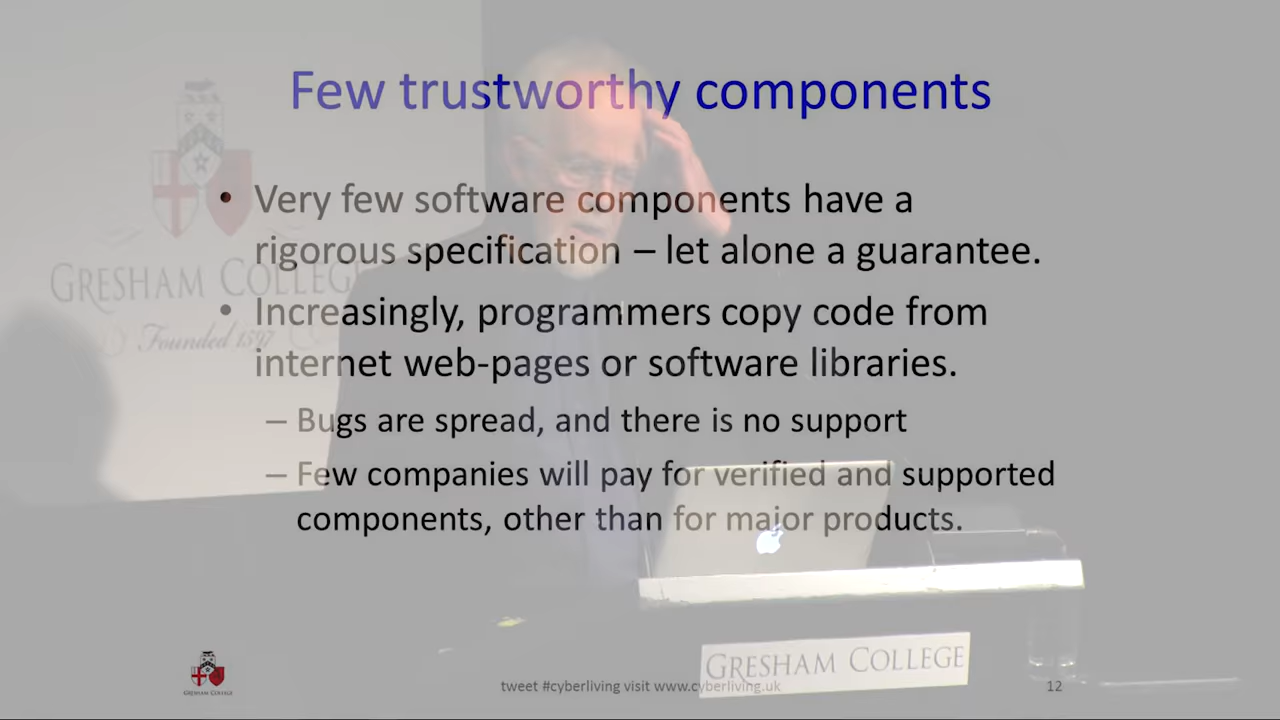 Few trustworthy components
• Very few software components have a
rigorous specification – let alone a guarantee.
• Increasingly, programmers copy code from
internet web-pages or software libraries.
– Bugs are spread, and there is no support
– Few companies will pay for verified and supported
components, other than for major products.
GRESHAM COLLEGE
Founded 1597
GRESHAM COLLEGE
GRESHAM COLLEGE
tweet #cyberliving visit www.cyberliving.uk
12